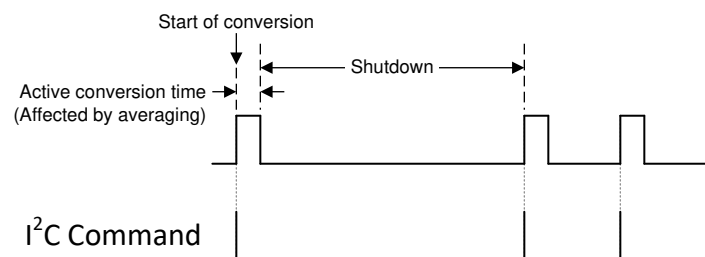 Start of conversion
Shutdown
Active conversion time
(Affected by averaging)
I²C Command